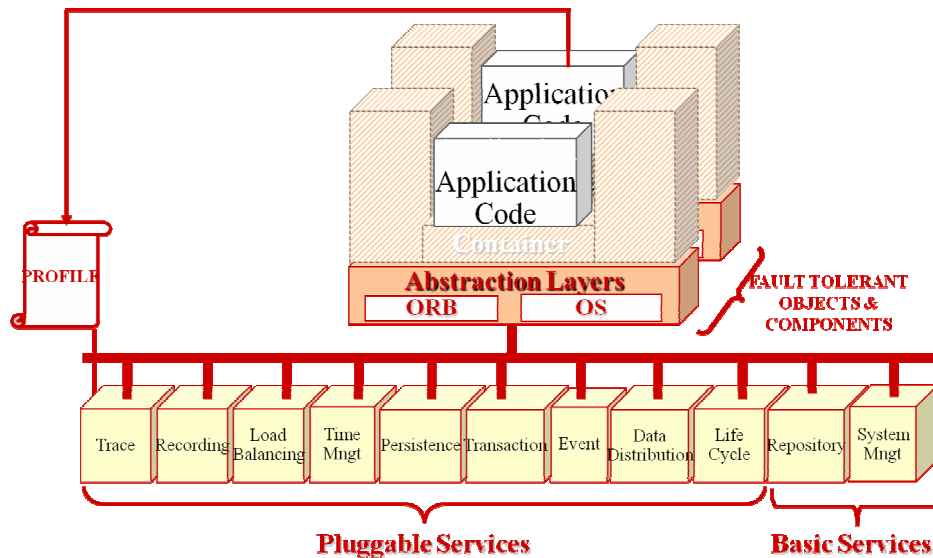 Application
Code
Application
Code
Container
Abstraction Layers
ORB
OS
PROFILE
FAULT TOLERANT
OBJECTS &
COMPONENTS
Trace
Recording
Load
Balancing
Time
Mngt
Persistence
Transaction
Event
Data
Distribution
Life
Cycle
Repository
System
Mngt
Pluggable Services
Basic Services